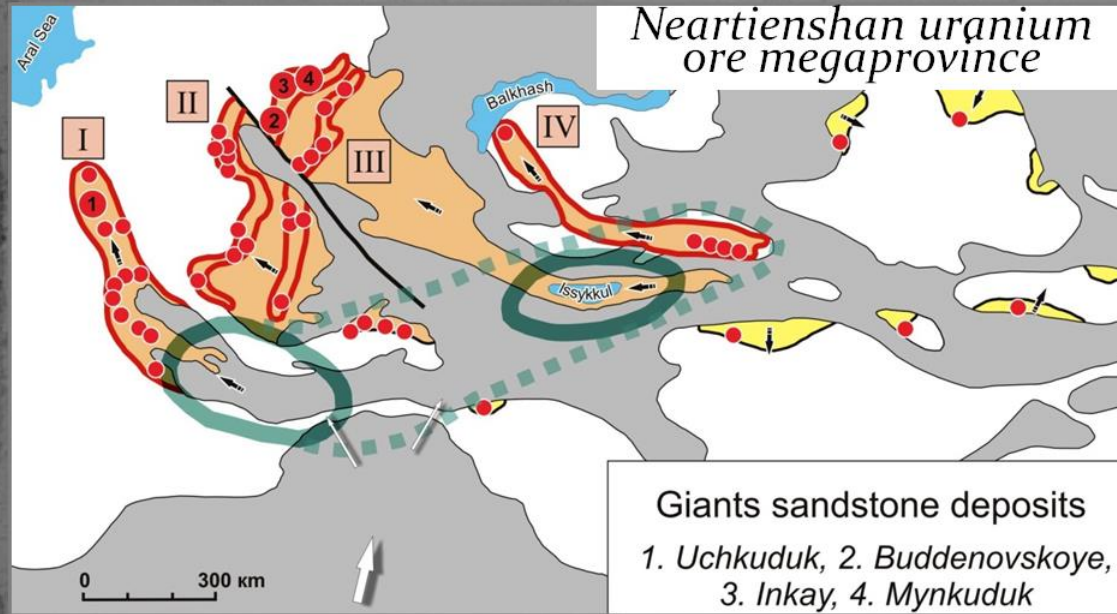 Neartienshan uranium
ore megaprovince
Aral Sea
Balkhash
II
3 4
2
I
III
IV
1
Issykkul
0 300 км
Giants sandstone deposits
1. Uchkuduk, 2. Buddenovskoye,
3. Inkay, 4. Mynkuduk